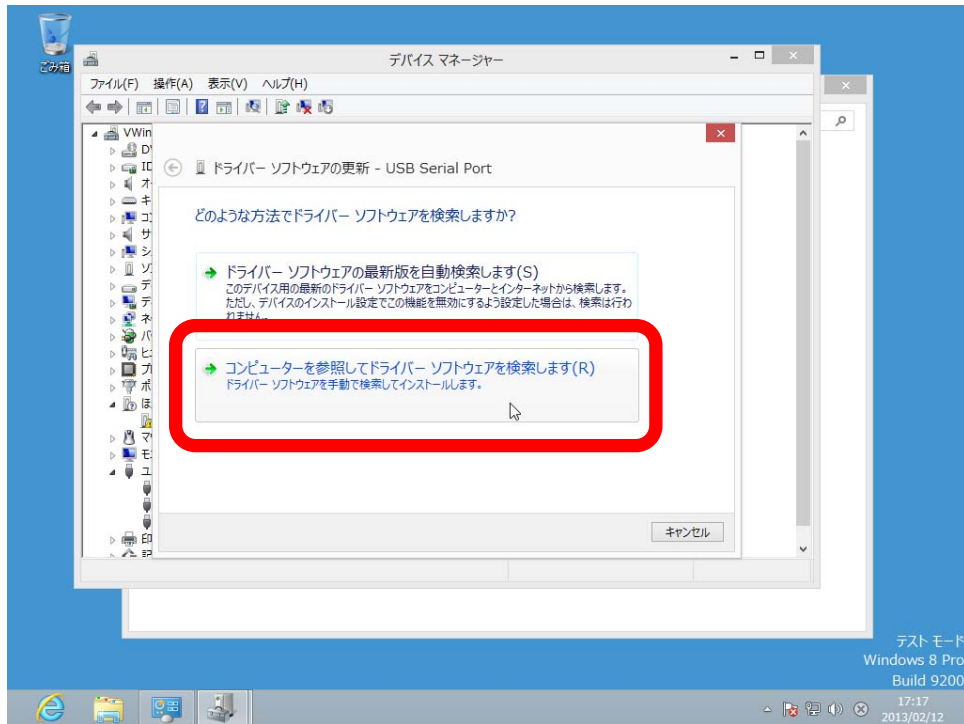 ごみ箱
デバイス マネージャー
ファイル(F) 操作(A) 表示(V) ヘルプ(H)
VWin
ドライバー ソフトウェアの更新 - USB Serial Port
どのような方法でドライバー ソフトウェアを検索しますか?
ドライバー ソフトウェアの最新版を自動検索します(S)
このデバイス用の最新のドライバー ソフトウェアをコンピューターとインターネットから検索します。
ただし、デバイスのインストール設定でこの機能を無効にするよう設定した場合は、検索は行わ
れません。
コンピューターを参照してドライバー ソフトウェアを検索します(R)
ドライバー ソフトウェアを手動で検索してインストールします。
キャンセル
テスト モード
Windows 8 Pro
Build 9200
17:17
2013/02/12